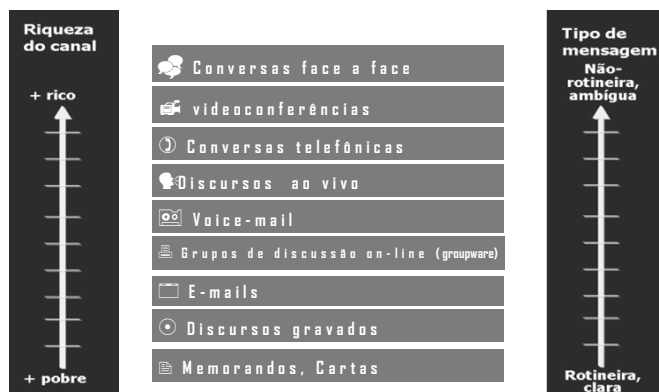 Riqueza
do canal
+ rico
+ pobre
Conversas face a face
videoconferências
Conversas telefônicas
Discursos ao vivo
Voice-mail
Grupos de discussão on-line (groupware)
E-mails
Discursos gravados
Memorandos, Cartas
Tipo de
mensagem
Não-
rotineira,
ambígua
Rotineira,
clara